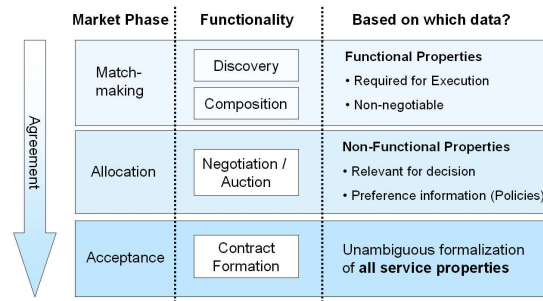 Market Phase
Functionality
Based on which data?
Agreement
Match-
making
Discovery
Composition
Functional Properties
• Required for Execution
• Non-negotiable
Allocation
Negotiation /
Auction
Non-Functional Properties
• Relevant for decision
• Preference information (Policies)
Acceptance
Contract
Formation
Unambiguous formalization
of all service properties